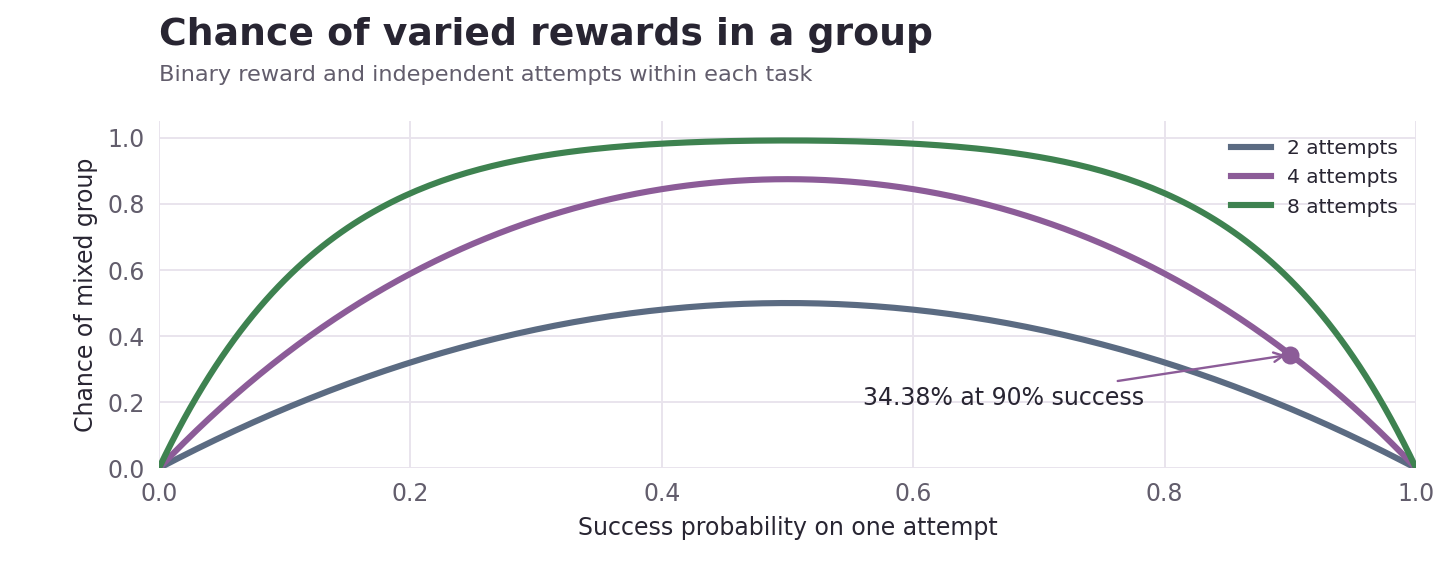 Chance of varied rewards in a group
Binary reward and independent attempts within each task
1.0
0.8
0.6
0.4
0.2
0.0
Chance of mixed group
2 attempts
4 attempts
8 attempts
34.38% at 90% success
0.0 0.2 0.4 0.6 0.8 1.0
Success probability on one attempt